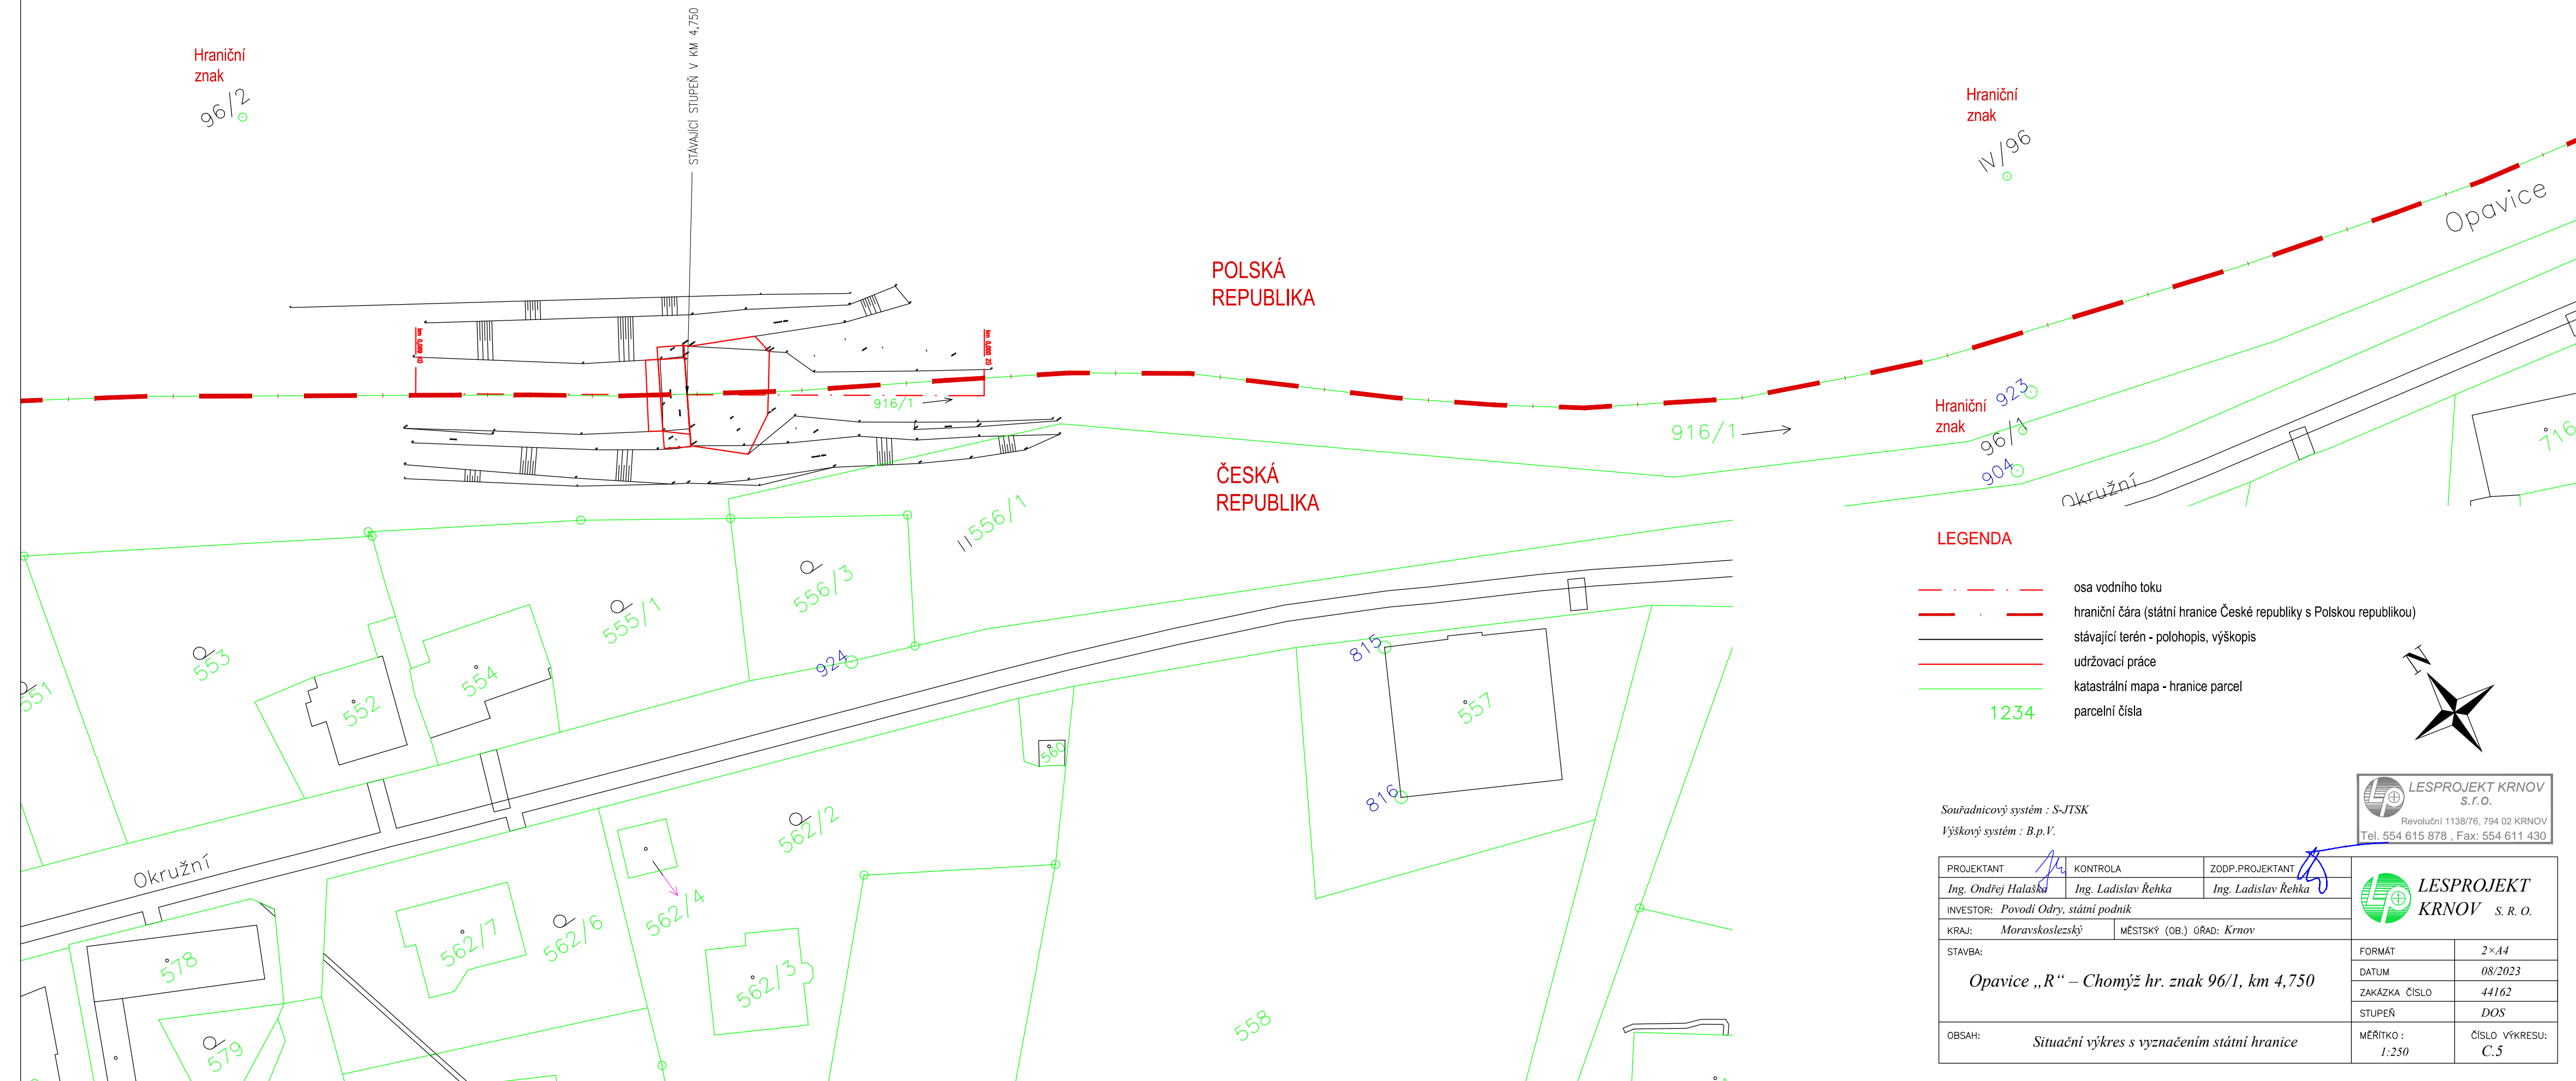 STÁVAJÍCÍ STUPEŇ V KM 4,750
Hraniční
znak
96/2
Hraniční
znak
IV/96
Opavice
POLSKÁ
REPUBLIKA
km 0,000 ZÚ
916/1
916/1
Hraniční
znak
923
96/1
904
Okružní
716
ČESKÁ
REPUBLIKA
556/1
556/3
555/1
553
551
552
554
924
815
557
816
560
562/2
Okružní
562/4
562/7
562/6
562/3
578
579
558
LEGENDA
osa vodního toku
hraniční čára (státní hranice České republiky s Polskou republikou)
stávající terén - polohopis, výškopis
udržovací práce
katastrální mapa - hranice parcel
1234 parcelní čísla
N
LESPROJEKT KRNOV
s.r.o.
Revoluční 1138/76, 794 02 KRNOV
Tel. 554 615 878 , Fax: 554 611 430
Souřadnicový systém : S-JTSK
Výškový systém : B.p.V.
PROJEKTANT KONTROLA ZODP.PROJEKTANT
Ing. Ondřej Halaška Ing. Ladislav Řehka Ing. Ladislav Řehka
INVESTOR: Povodí Odry, státní podnik
KRAJ: Moravskoslezský MĚSTSKÝ (OB.) ÚŘAD: Krnov
LESPROJEKT
KRNOV S. R. O.
STAVBA:
Opavice „R“ – Chomýž hr. znak 96/1, km 4,750
FORMÁT 2×A4
DATUM 08/2023
ZAKÁZKA ČÍSLO 44162
STUPEŇ DOS
OBSAH: Situační výkres s vyznačením státní hranice
MĚŘÍTKO : 1:250
ČÍSLO VÝKRESU: C.5